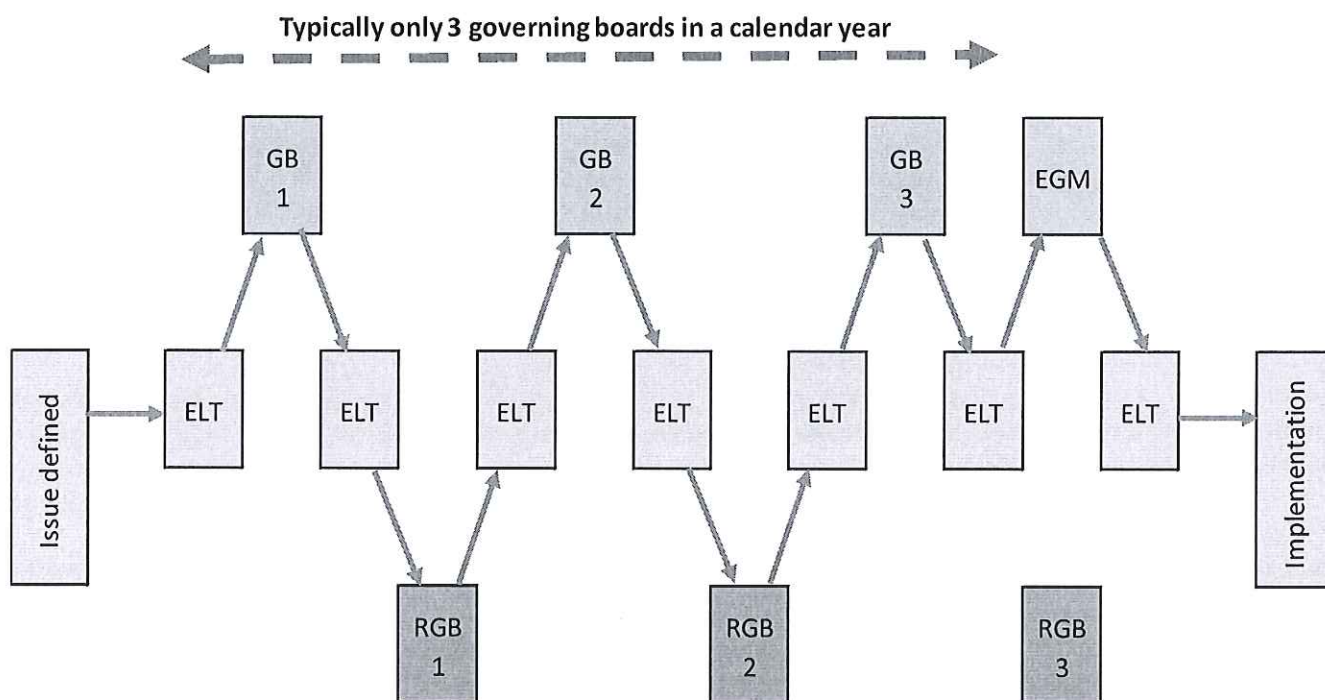 Typically only 3 governing boards in a calendar year
GB
1
GB
2
GB
3
EGM
Issue defined
ELT
ELT
ELT
ELT
ELT
ELT
ELT
Implementation
RGB
1
RGB
2
RGB
3